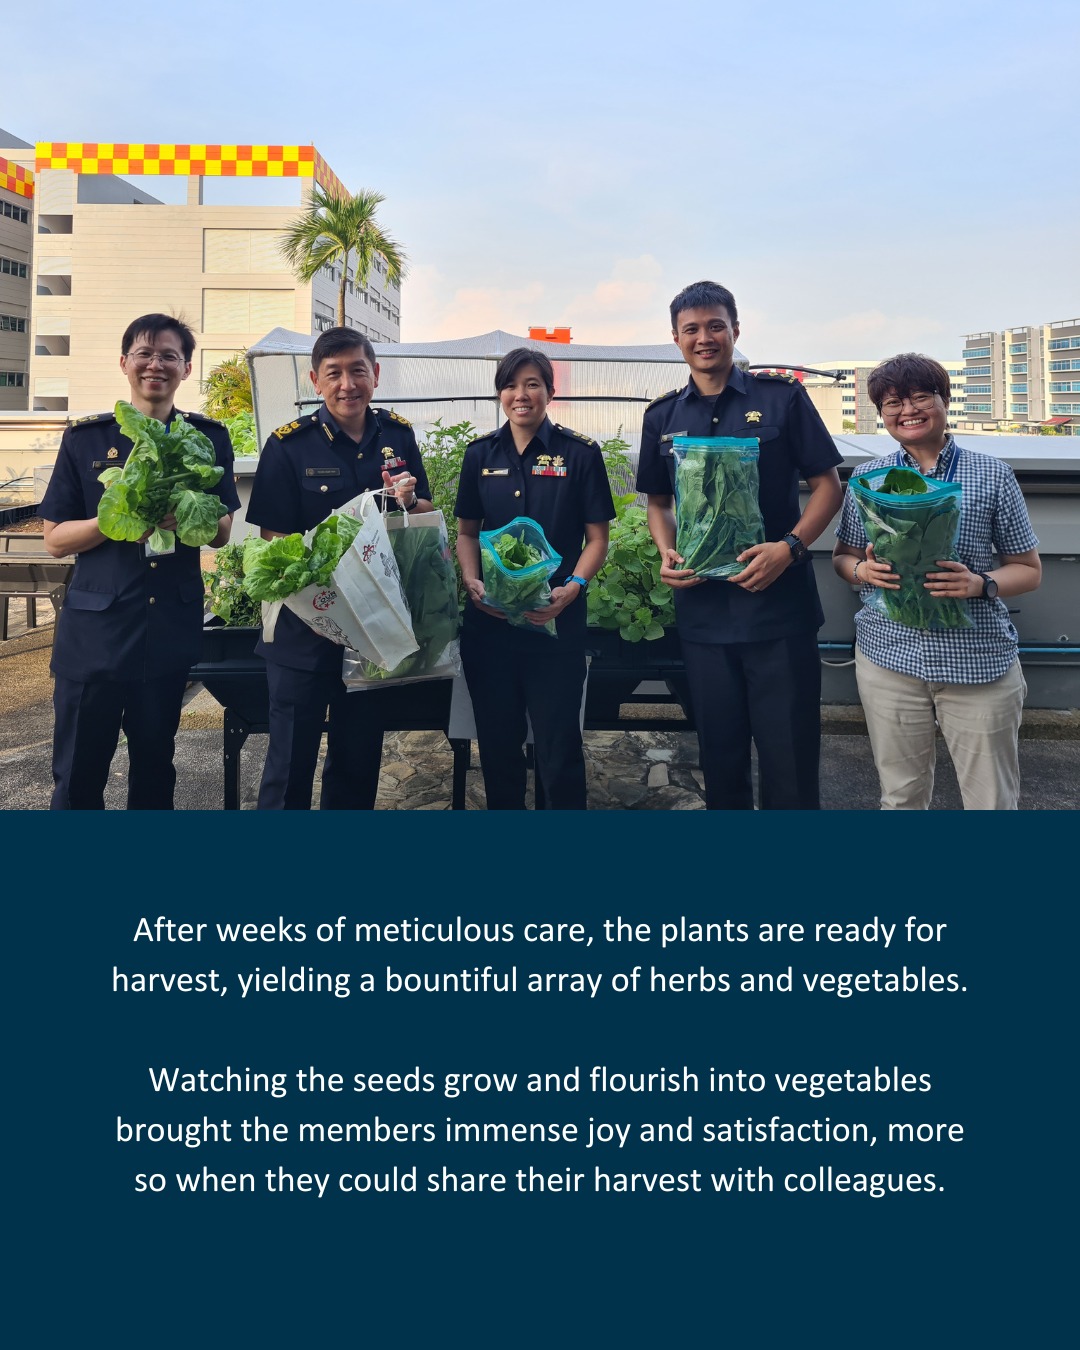 After weeks of meticulous care, the plants are ready for
harvest, yielding a bountiful array of herbs and vegetables.
Watching the seeds grow and flourish into vegetables
brought the members immense joy and satisfaction, more
so when they could share their harvest with colleagues.